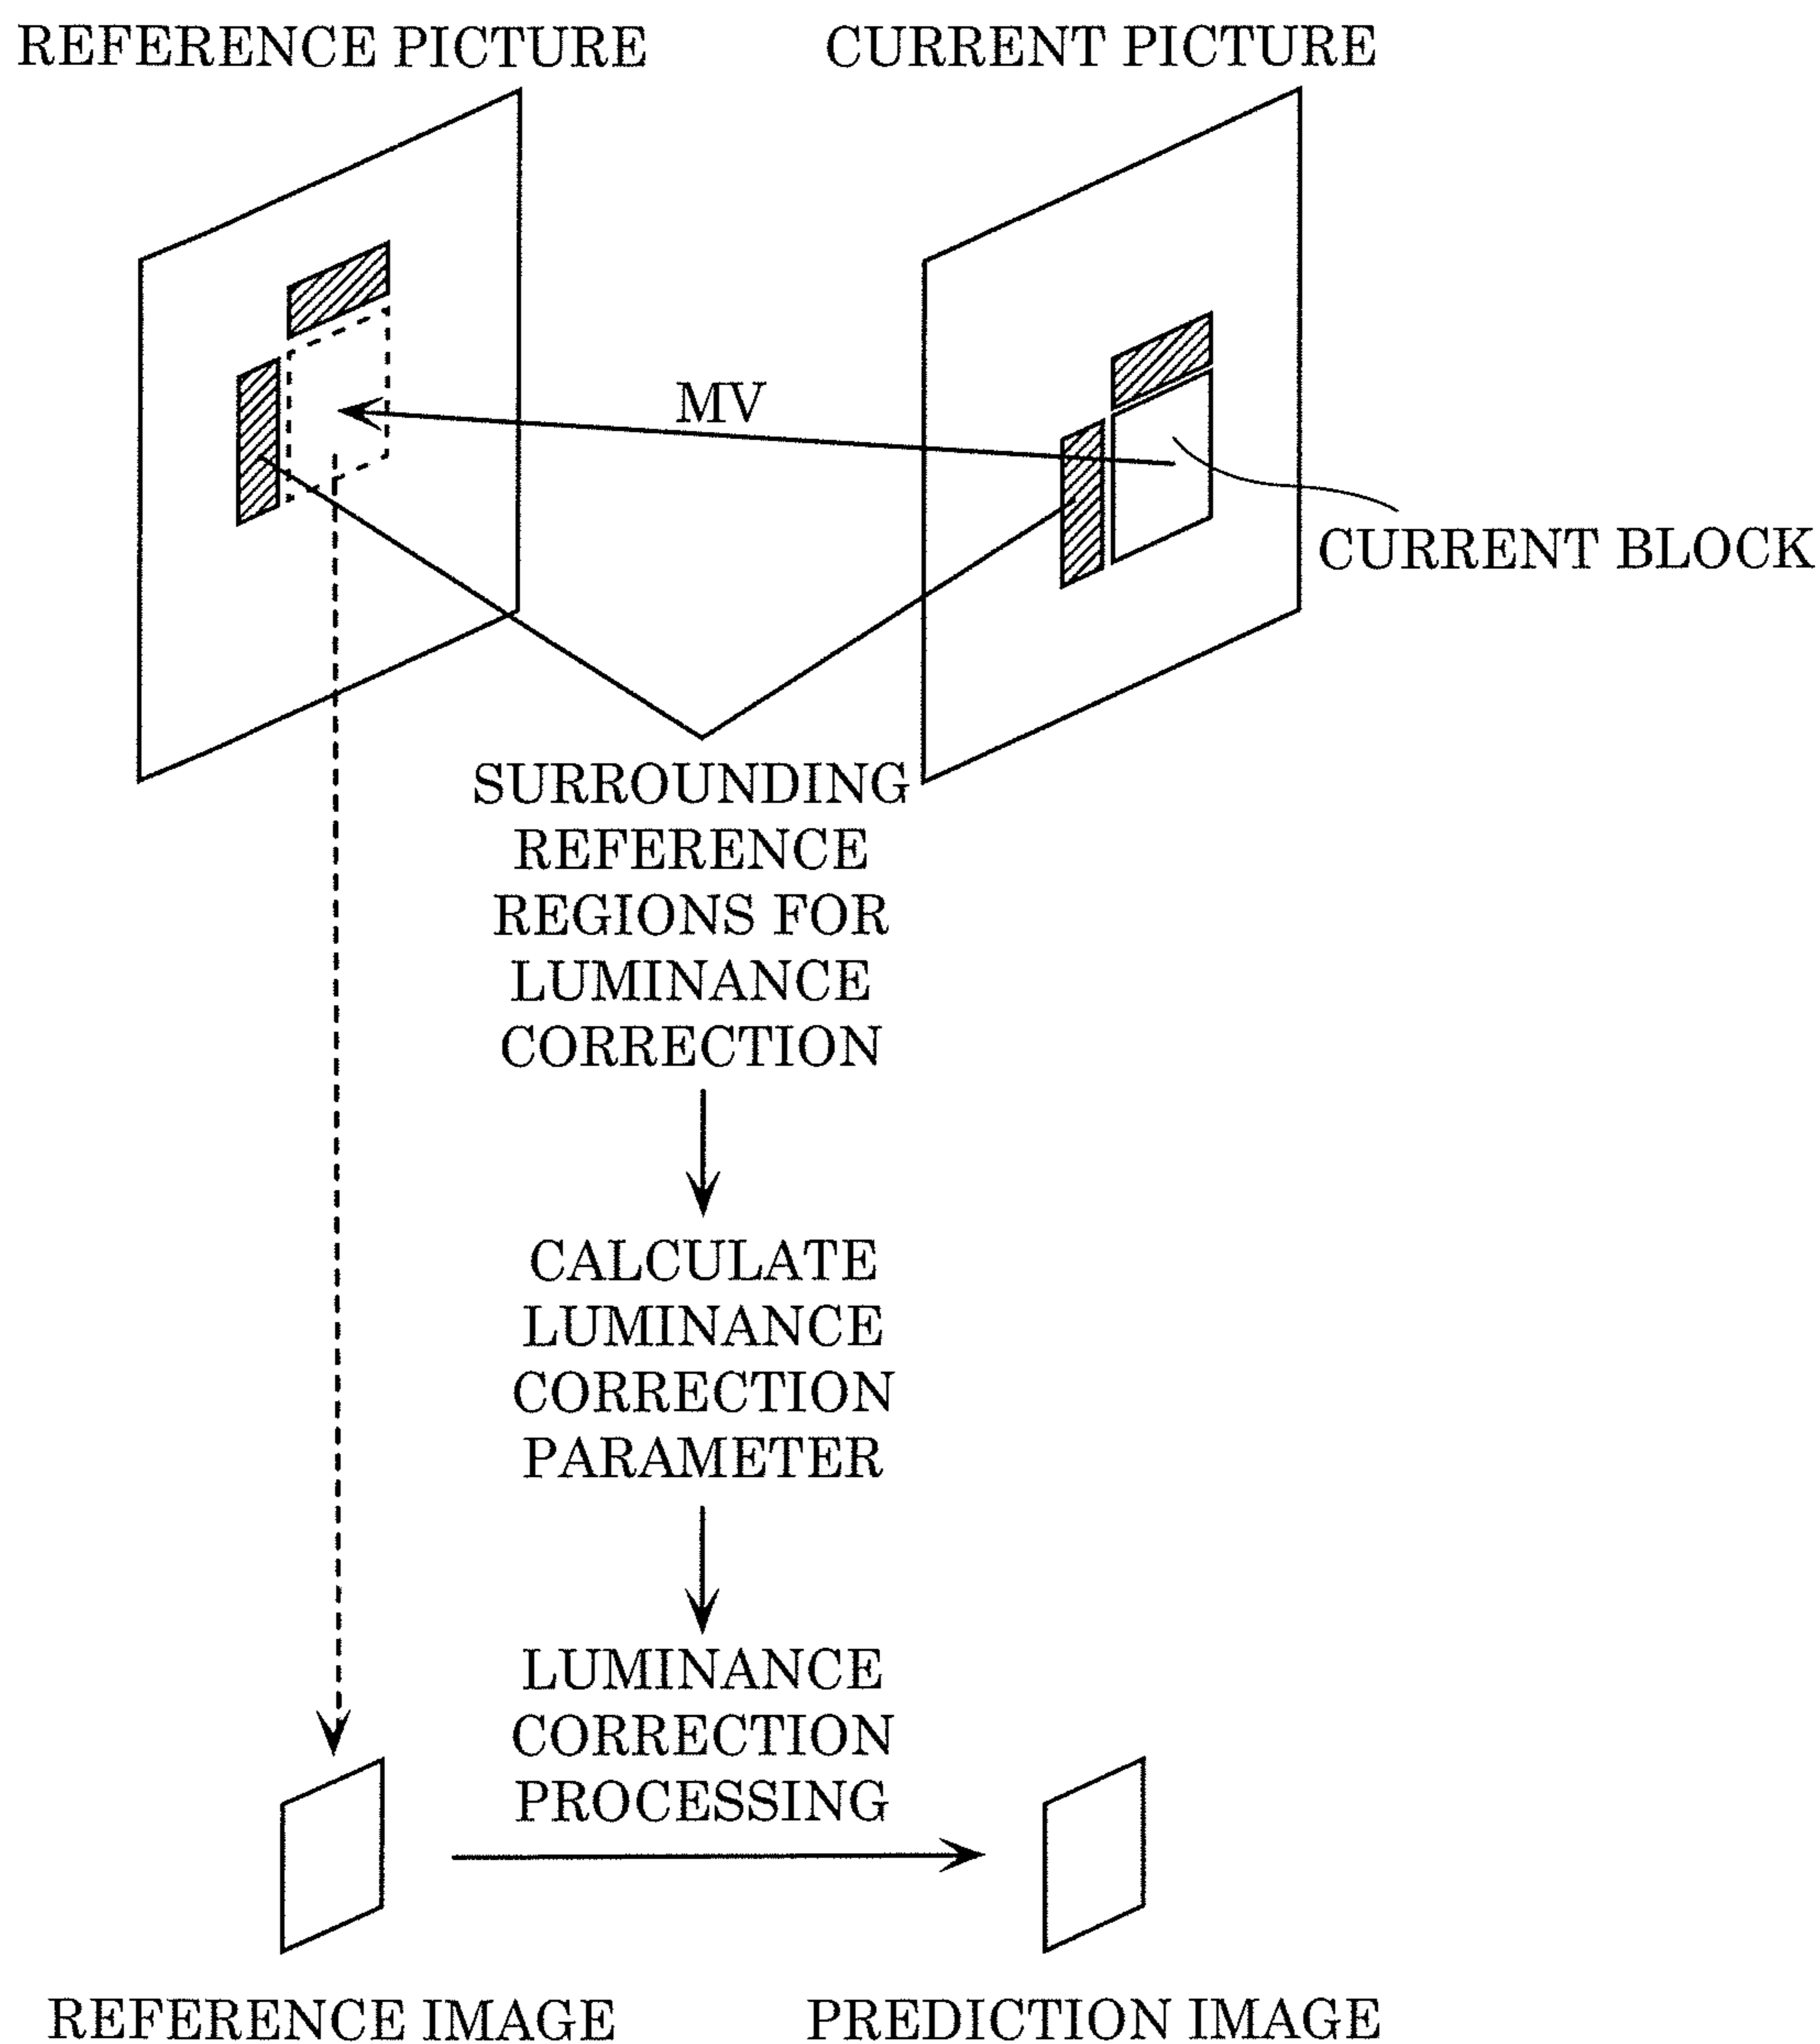 REFERENCE PICTURE
CURRENT PICTURE
MV
CURRENT BLOCK
SURROUNDING
REFERENCE
REGIONS FOR
LUMINANCE
CORRECTION
CALCULATE
LUMINANCE
CORRECTION
PARAMETER
LUMINANCE
CORRECTION
PROCESSING
REFERENCE IMAGE
PREDICTION IMAGE